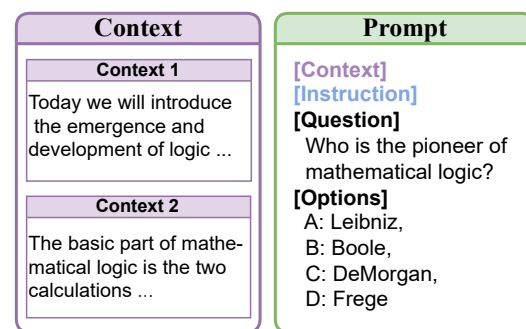 Context
Context 1
Today we will introduce
the emergence and
development of logic ...
Context 2
The basic part of mathe-
matical logic is the two
calculations ...
Prompt
[Context]
[Instruction]
[Question]
Who is the pioneer of
mathematical logic?
[Options]
A: Leibniz,
B: Boole,
C: DeMorgan,
D: Frege